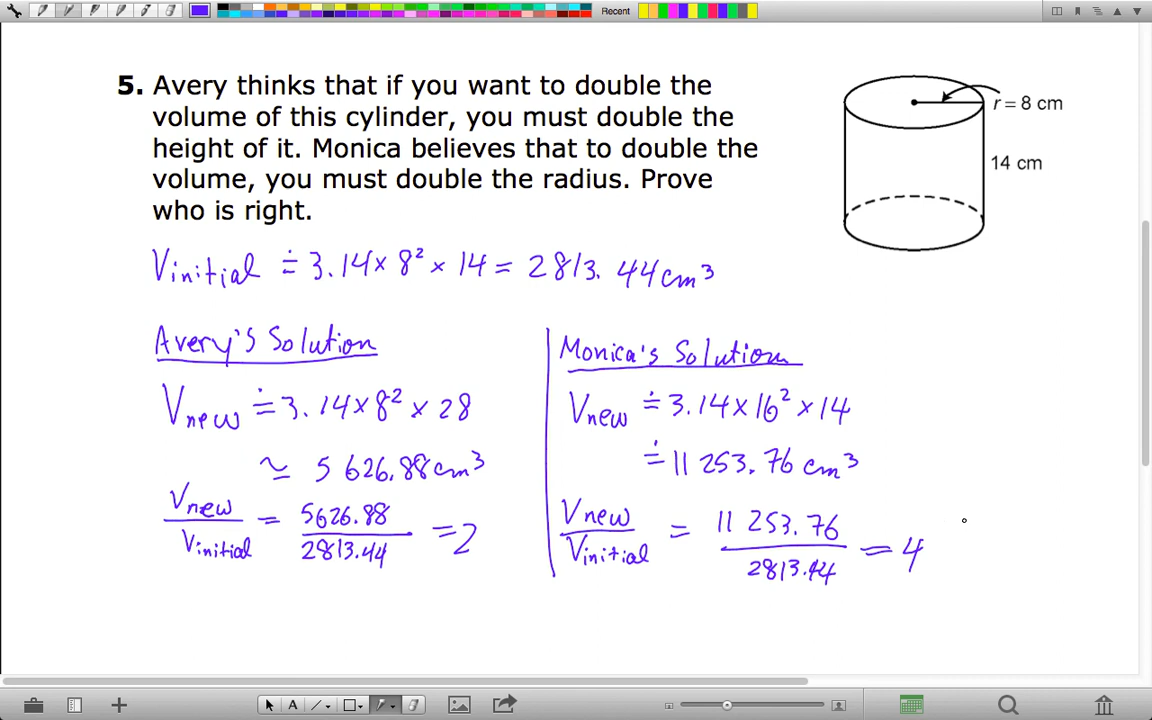 Recent
5. Avery thinks that if you want to double the
volume of this cylinder, you must double the
height of it. Monica believes that to double the
volume, you must double the radius. Prove
who is right.
r = 8 cm
14 cm
Vinitial ≐ 3.14 × 8² × 14 = 2813.44cm³
Avery's Solution
Vnew ≐ 3.14 × 8² × 28
≃ 5 626.88cm³
Vnew/Vinitial = 5626.88/2813.44 = 2
Monica's Solution
Vnew ≐ 3.14 × 16² × 14
≐ 11 253.76 cm³
Vnew/Vinitial = 11 253.76/2813.44 = 4
A